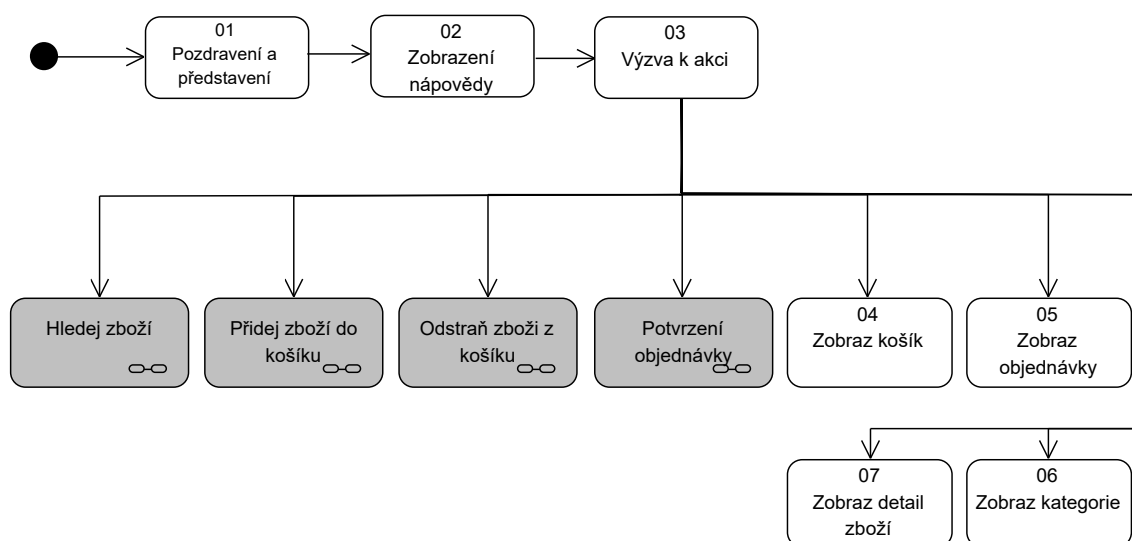 01
Pozdravení a
představení
02
Zobrazení
nápovědy
03
Výzva k akci
Hledej zboží
Přidej zboží do
košíku
Odstraň zboži z
košíku
Potvrzení
objednávky
04
Zobraz košík
05
Zobraz
objednávky
07
Zobraz detail
zboží
06
Zobraz kategorie